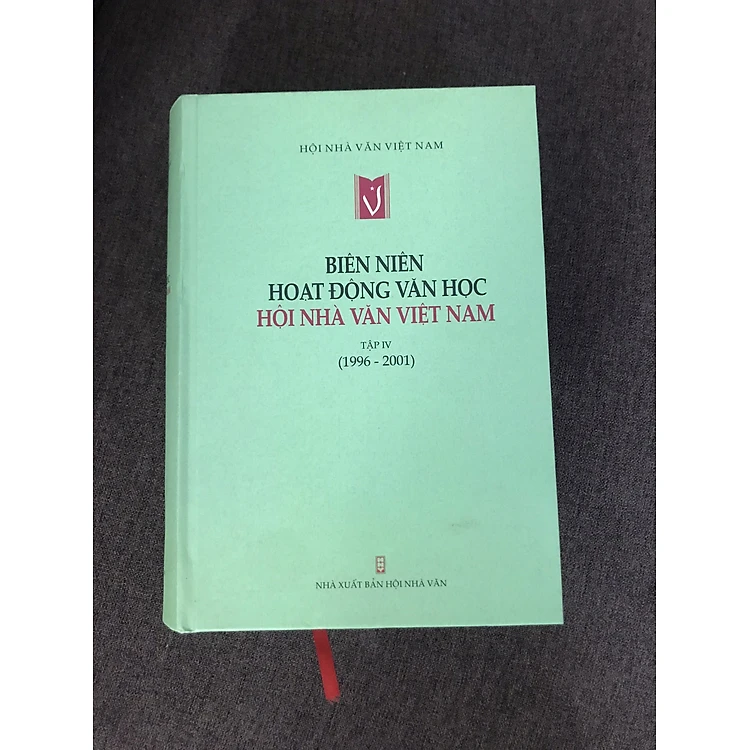 HỘI NHÀ VĂN VIỆT NAM
BIÊN NIÊN
HOẠT ĐỘNG VĂN HỌC
HỘI NHÀ VĂN VIỆT NAM
TẬP IV
(1996 - 2001)
NHÀ XUẤT BẢN HỘI NHÀ VĂN